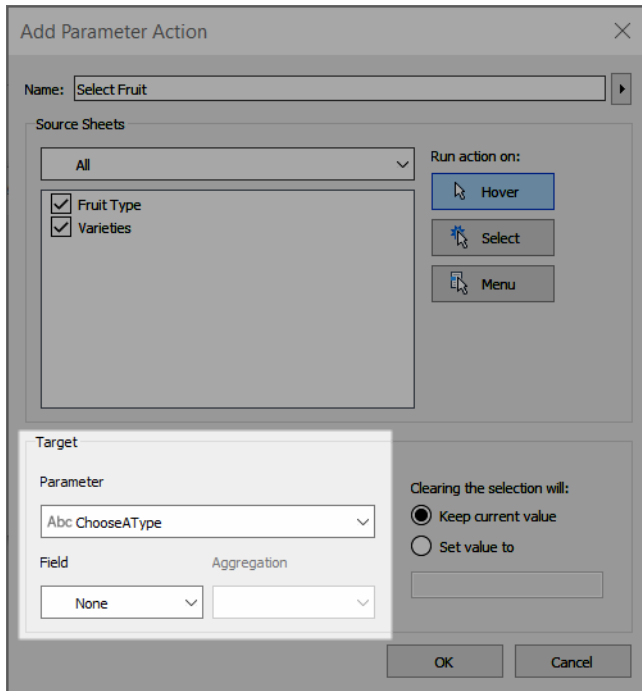 Add Parameter Action
Name: Select Fruit
Source Sheets
All
Fruit Type
Varieties
Run action on:
Hover
Select
Menu
Target
Parameter
Abc ChooseAType
Field
Aggregation
None
Clearing the selection will:
Keep current value
Set value to
OK
Cancel